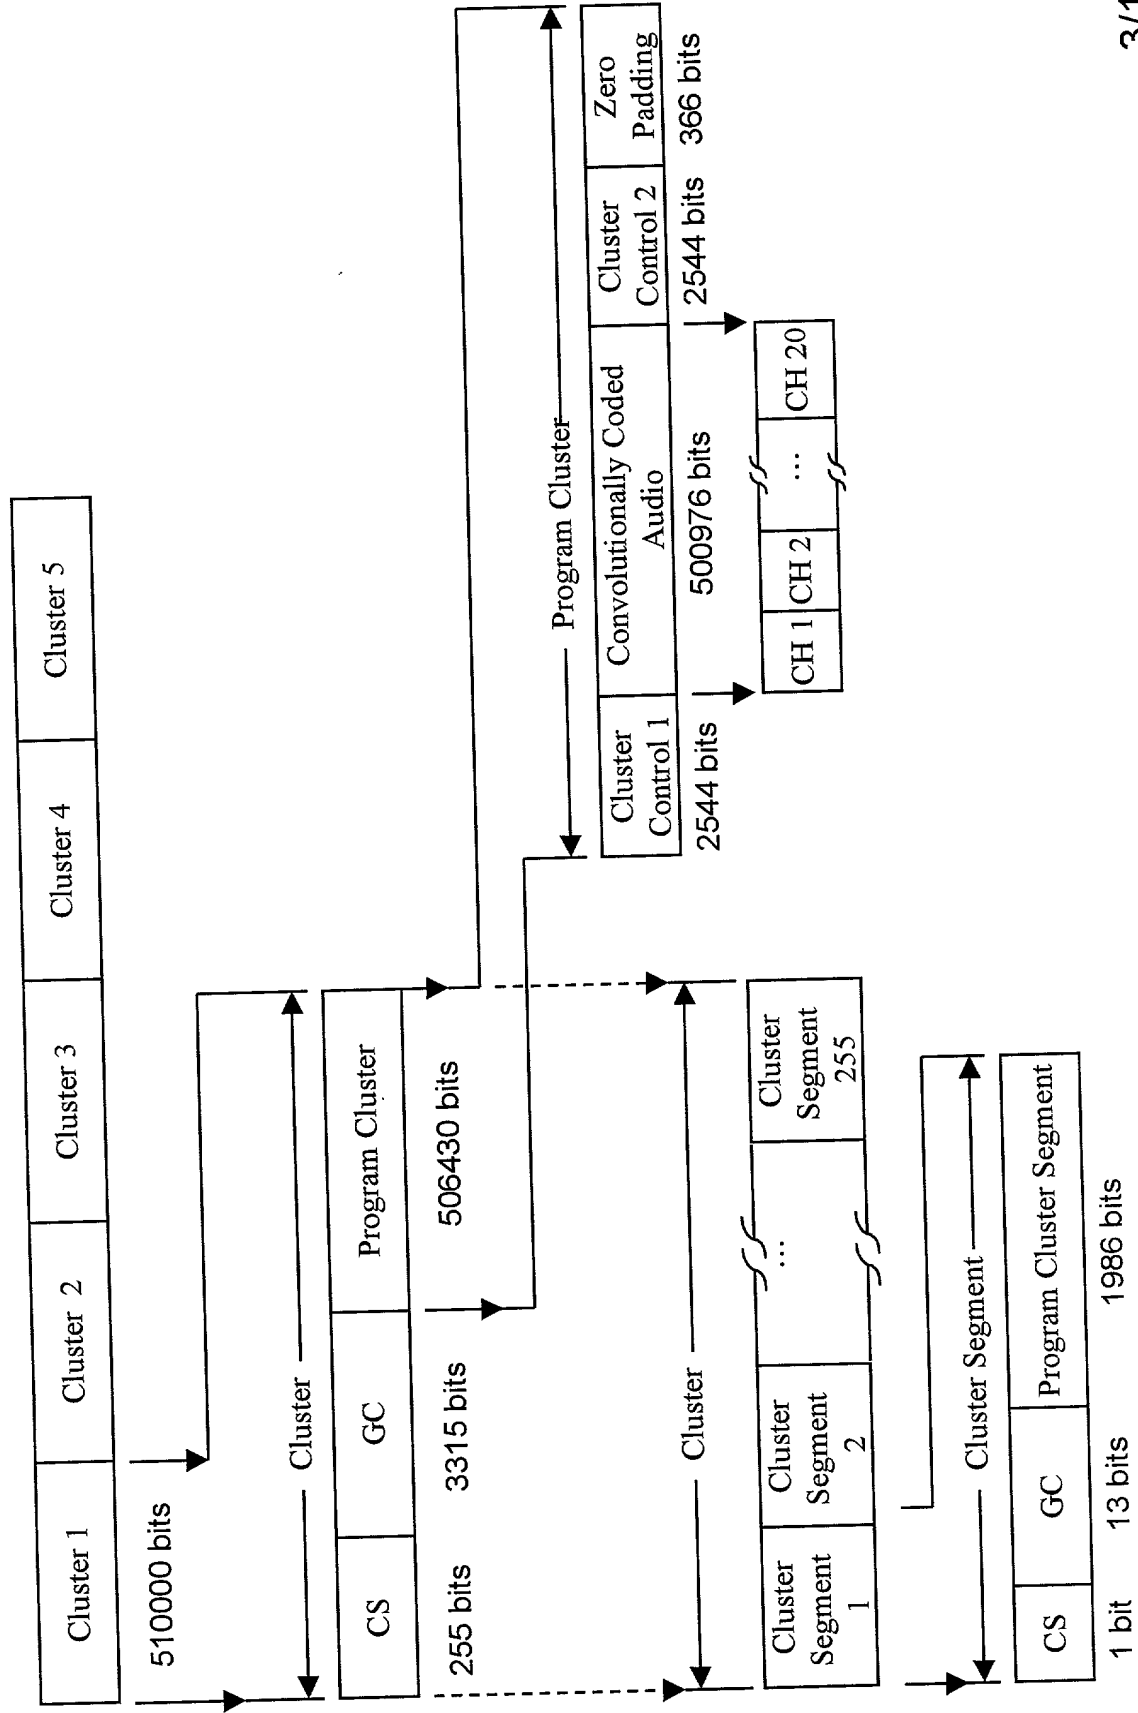 Cluster 1
Cluster 2
Cluster 3
Cluster 4
Cluster 5
510000 bits
Cluster
CS
GC
Program Cluster
255 bits
3315 bits
506430 bits
Program Cluster
Cluster
Control 1
Convolutionally Coded
Audio
Cluster
Control 2
Zero
Padding
2544 bits
500976 bits
2544 bits
366 bits
CH 1
CH 2
...
CH 20
Cluster
Cluster
Segment
1
Cluster
Segment
2
...
Cluster
Segment
255
Cluster Segment
CS
GC
Program Cluster Segment
1 bit
13 bits
1986 bits